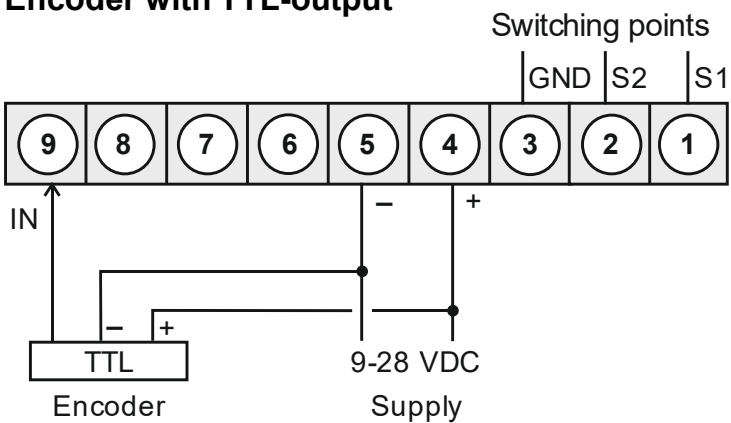 Encoder with TTL-output
Switching points
GND S2 S1
9 8 7 6 5 4 3 2 1
IN
– +
– +
TTL
9-28 VDC
Encoder
Supply